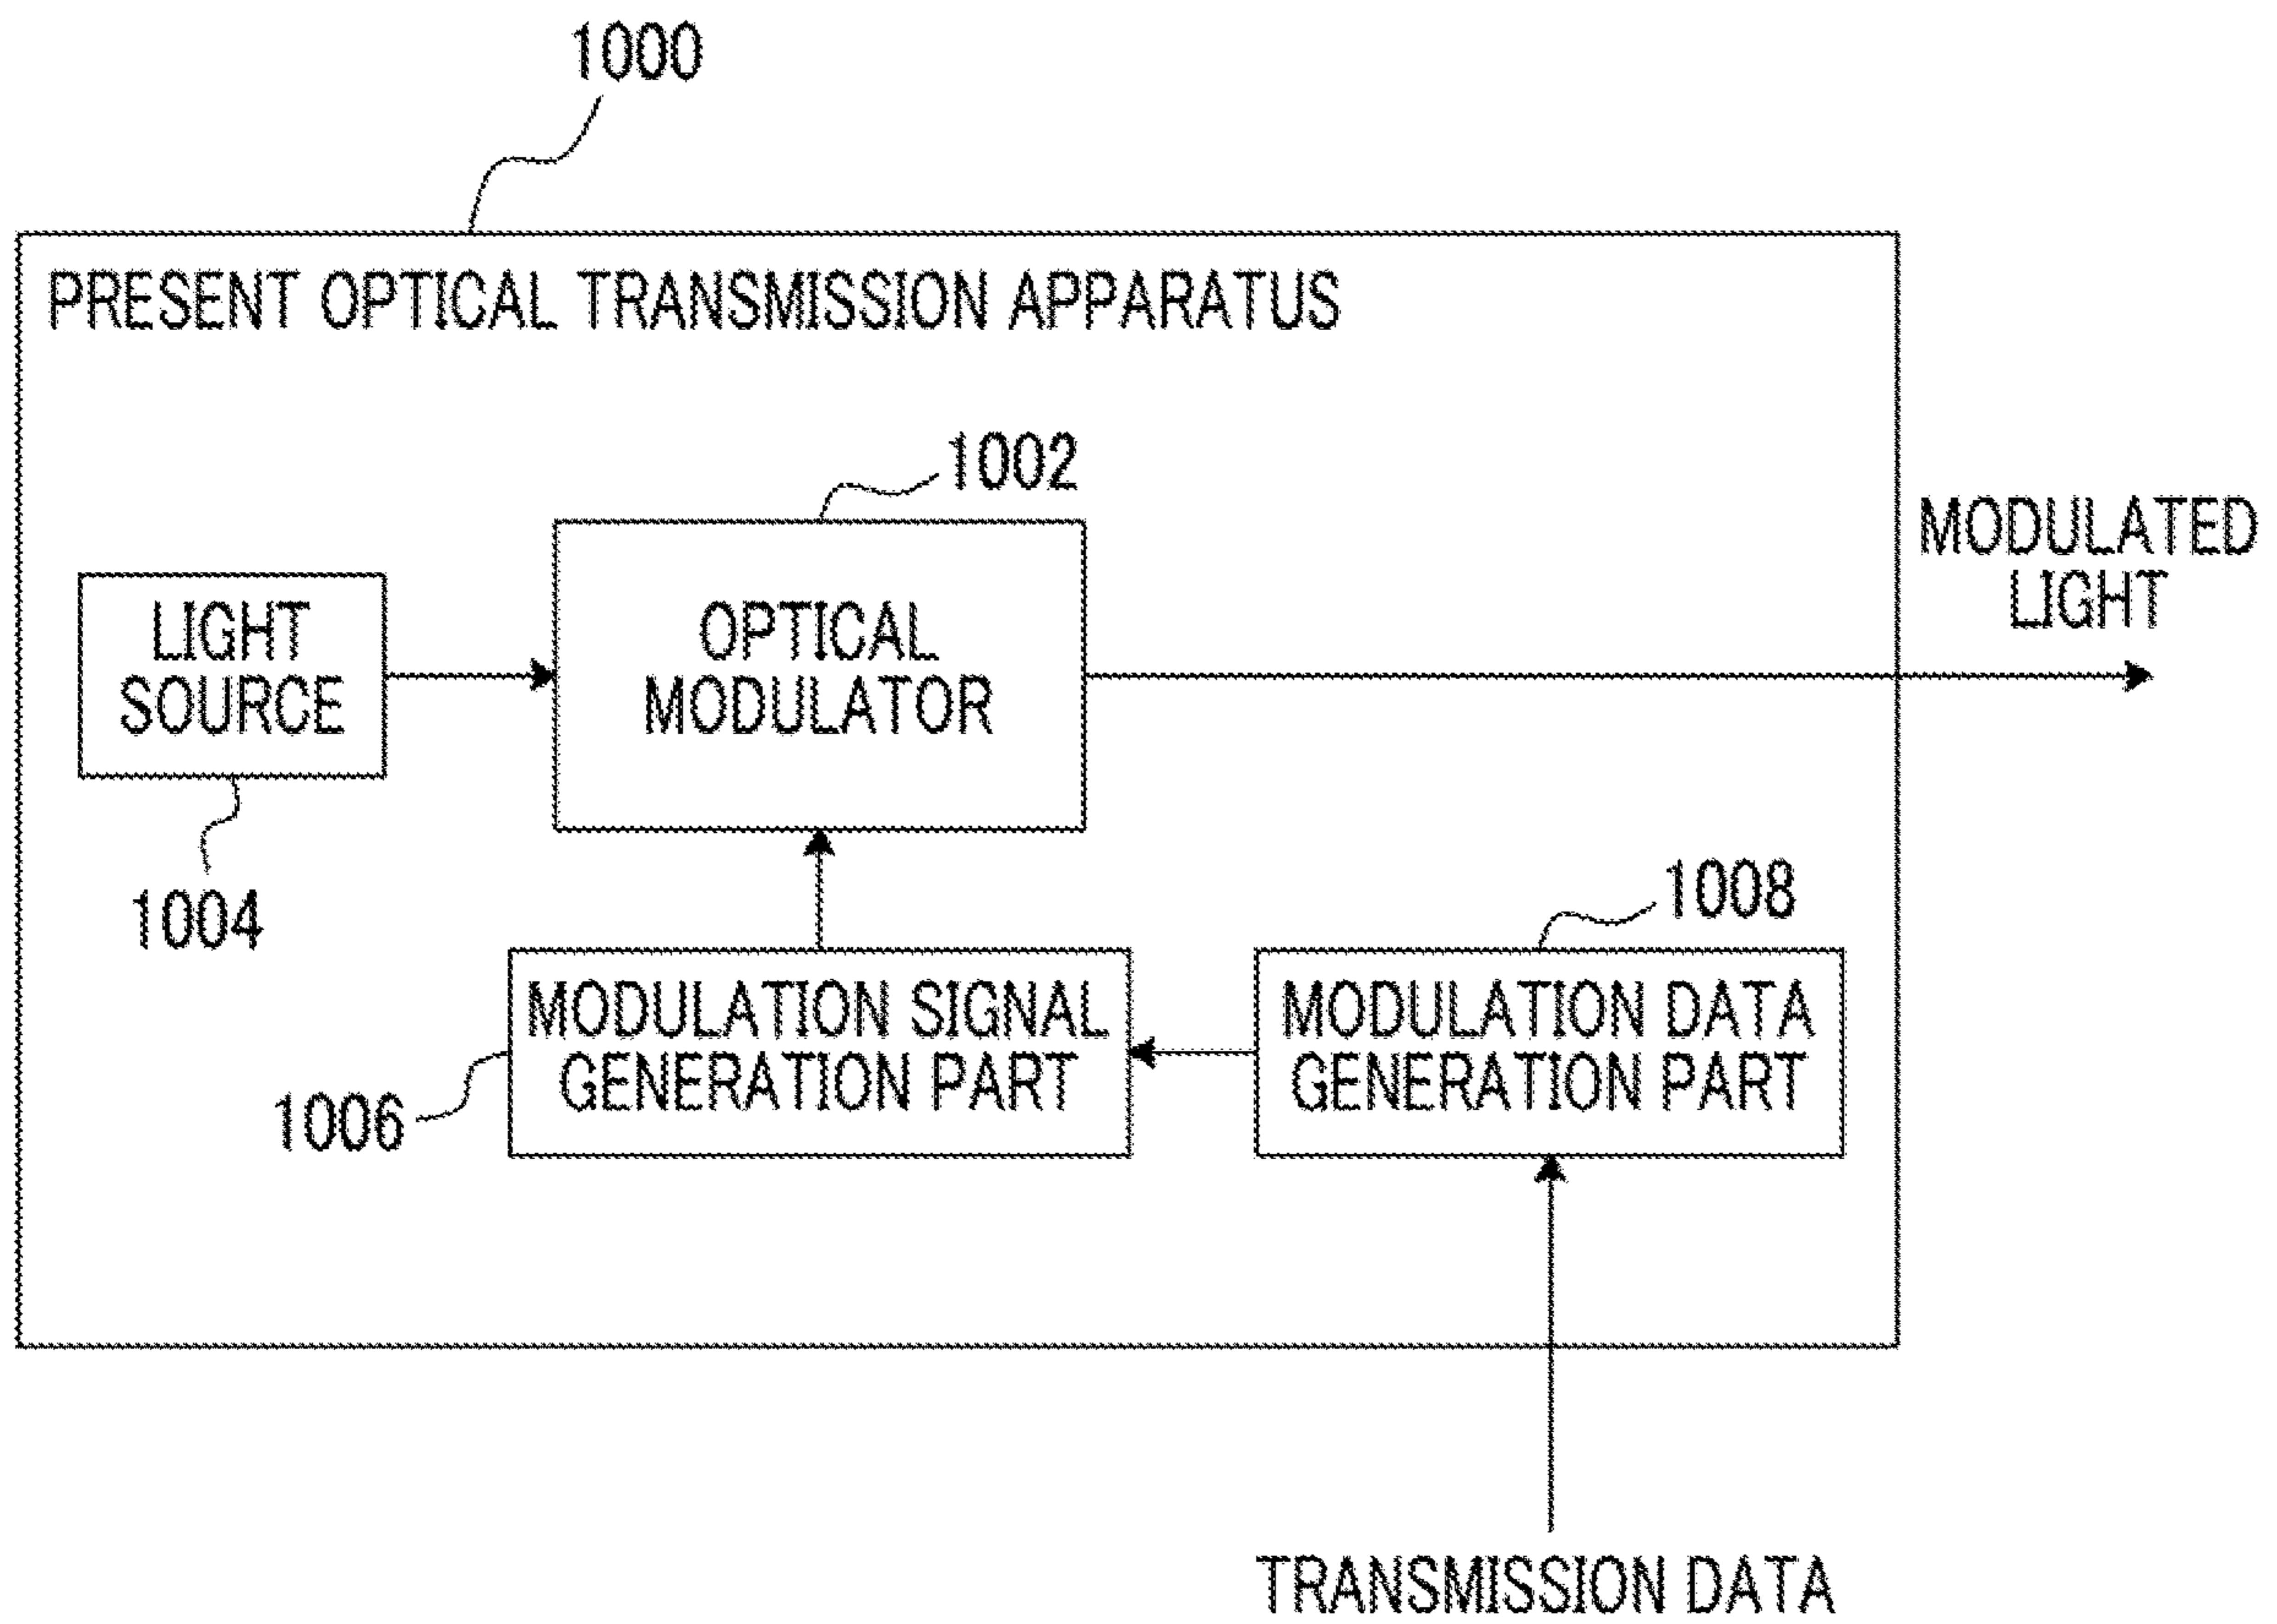 1000
PRESENT OPTICAL TRANSMISSION APPARATUS
1002
MODULATED
LIGHT
LIGHT
SOURCE
OPTICAL
MODULATOR
1004
1008
MODULATION SIGNAL
GENERATION PART
MODULATION DATA
GENERATION PART
1006
TRANSMISSION DATA